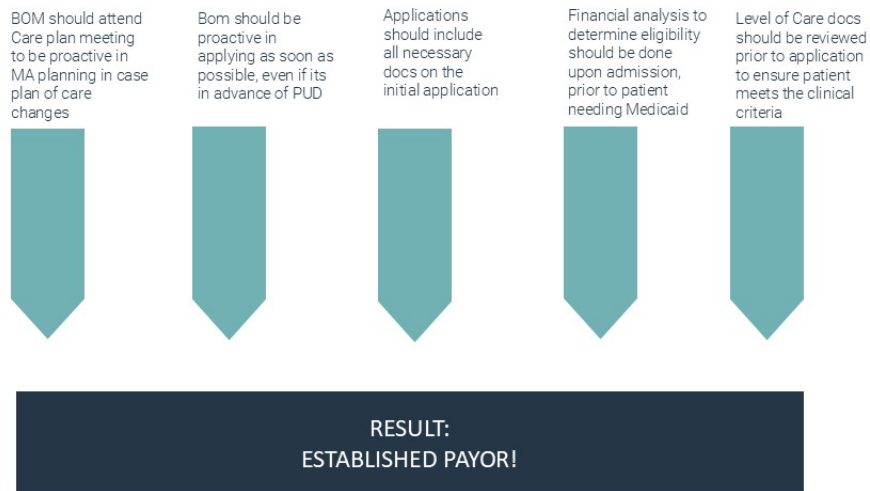 BOM should attend
Care plan meeting
to be proactive in
MA planning in case
plan of care
changes
Bom should be
proactive in
applying as soon as
possible, even if its
in advance of PUD
Applications
should include
all necessary
docs on the
initial application
Financial analysis to
determine eligibility
should be done
upon admission,
prior to patient
needing Medicaid
Level of Care docs
should be reviewed
prior to application
to ensure patient
meets the clinical
criteria
RESULT:
ESTABLISHED PAYOR!